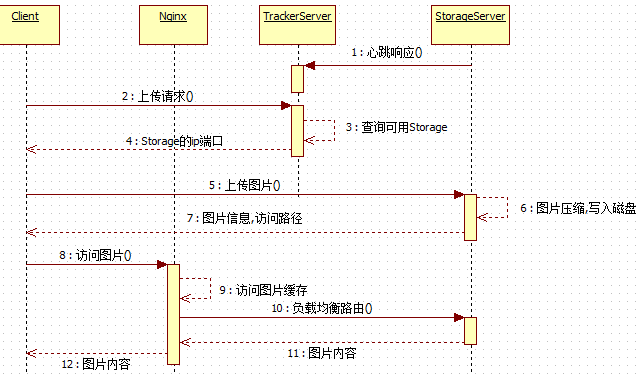 Client
Nginx
TrackerServer
StorageServer
1 : 心跳响应()
2 : 上传请求()
3 : 查询可用Storage
4 : Storage的ip端口
5 : 上传图片()
6 : 图片压缩,写入磁盘
7 : 图片信息,访问路径
8 : 访问图片()
9 : 访问图片缓存
10 : 负载均衡路由()
11 : 图片内容
12 : 图片内容